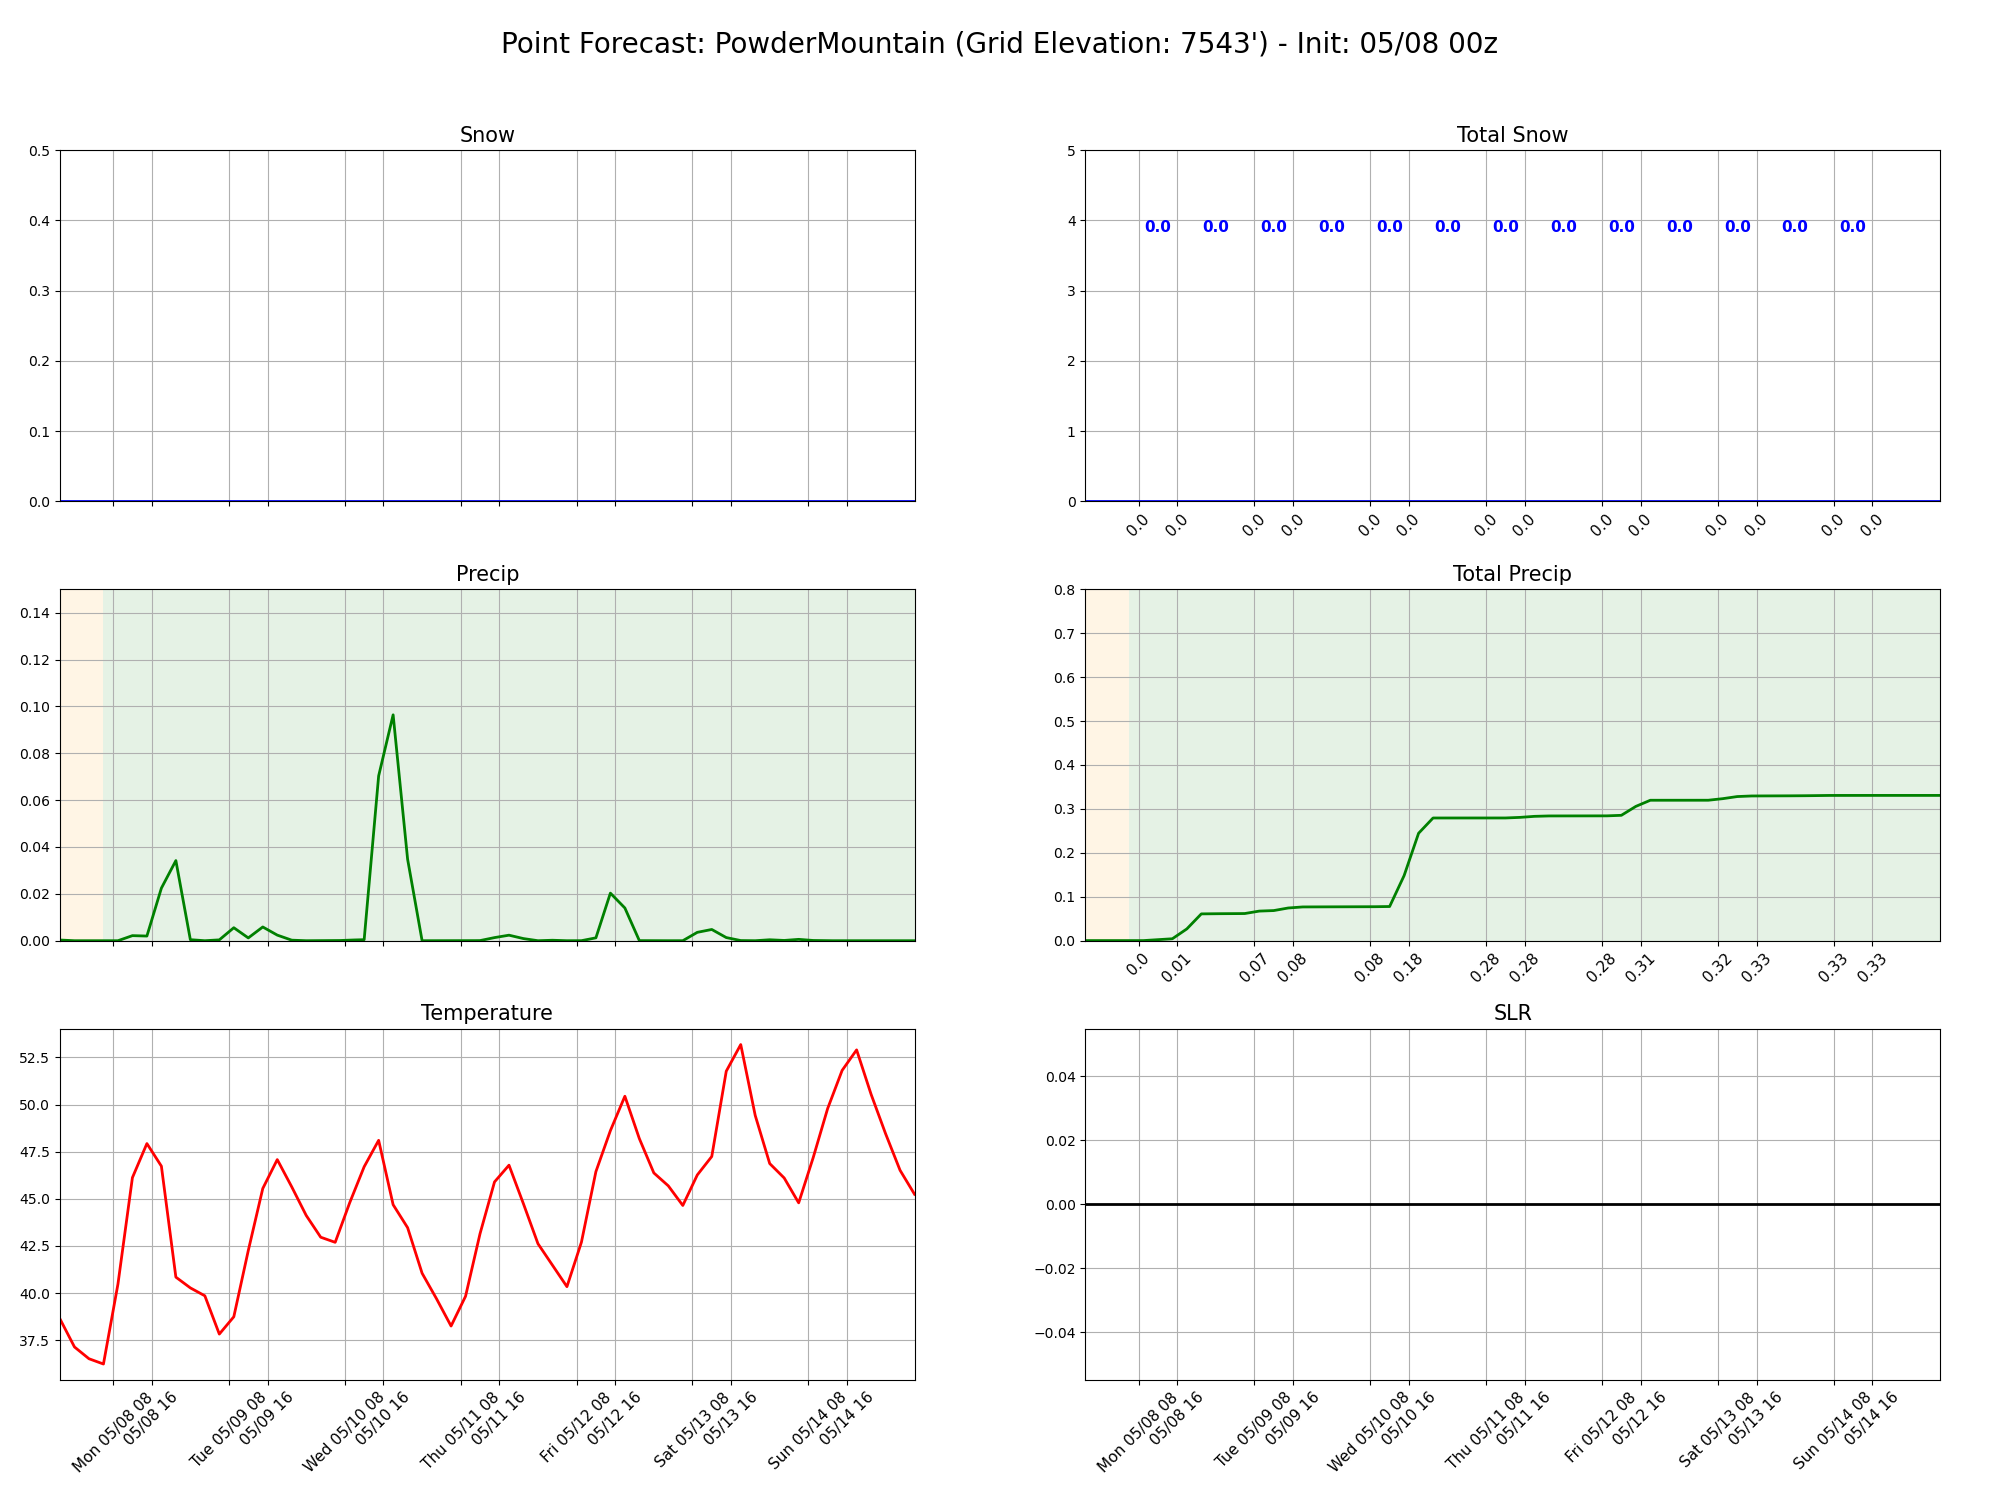 Point Forecast: PowderMountain (Grid Elevation: 7543') - Init: 05/08 00z
Snow
0.5
0.4
0.3
0.2
0.1
0.0
Total Snow
5
4
3
2
1
0
0.0 0.0 0.0 0.0 0.0 0.0 0.0 0.0 0.0 0.0 0.0 0.0 0.0
0.0 0.0 0.0 0.0 0.0 0.0 0.0 0.0 0.0 0.0 0.0 0.0 0.0 0.0
Precip
0.14
0.12
0.10
0.08
0.06
0.04
0.02
0.00
Total Precip
0.8
0.7
0.6
0.5
0.4
0.3
0.2
0.1
0.0
0.0 0.01 0.07 0.08 0.08 0.18 0.28 0.28 0.28 0.31 0.32 0.33 0.33 0.33
Temperature
52.5
50.0
47.5
45.0
42.5
40.0
37.5
Mon 05/08 08
05/08 16
Tue 05/09 08
05/09 16
Wed 05/10 08
05/10 16
Thu 05/11 08
05/11 16
Fri 05/12 08
05/12 16
Sat 05/13 08
05/13 16
Sun 05/14 08
05/14 16
SLR
0.04
0.02
0.00
−0.02
−0.04
Mon 05/08 08
05/08 16
Tue 05/09 08
05/09 16
Wed 05/10 08
05/10 16
Thu 05/11 08
05/11 16
Fri 05/12 08
05/12 16
Sat 05/13 08
05/13 16
Sun 05/14 08
05/14 16